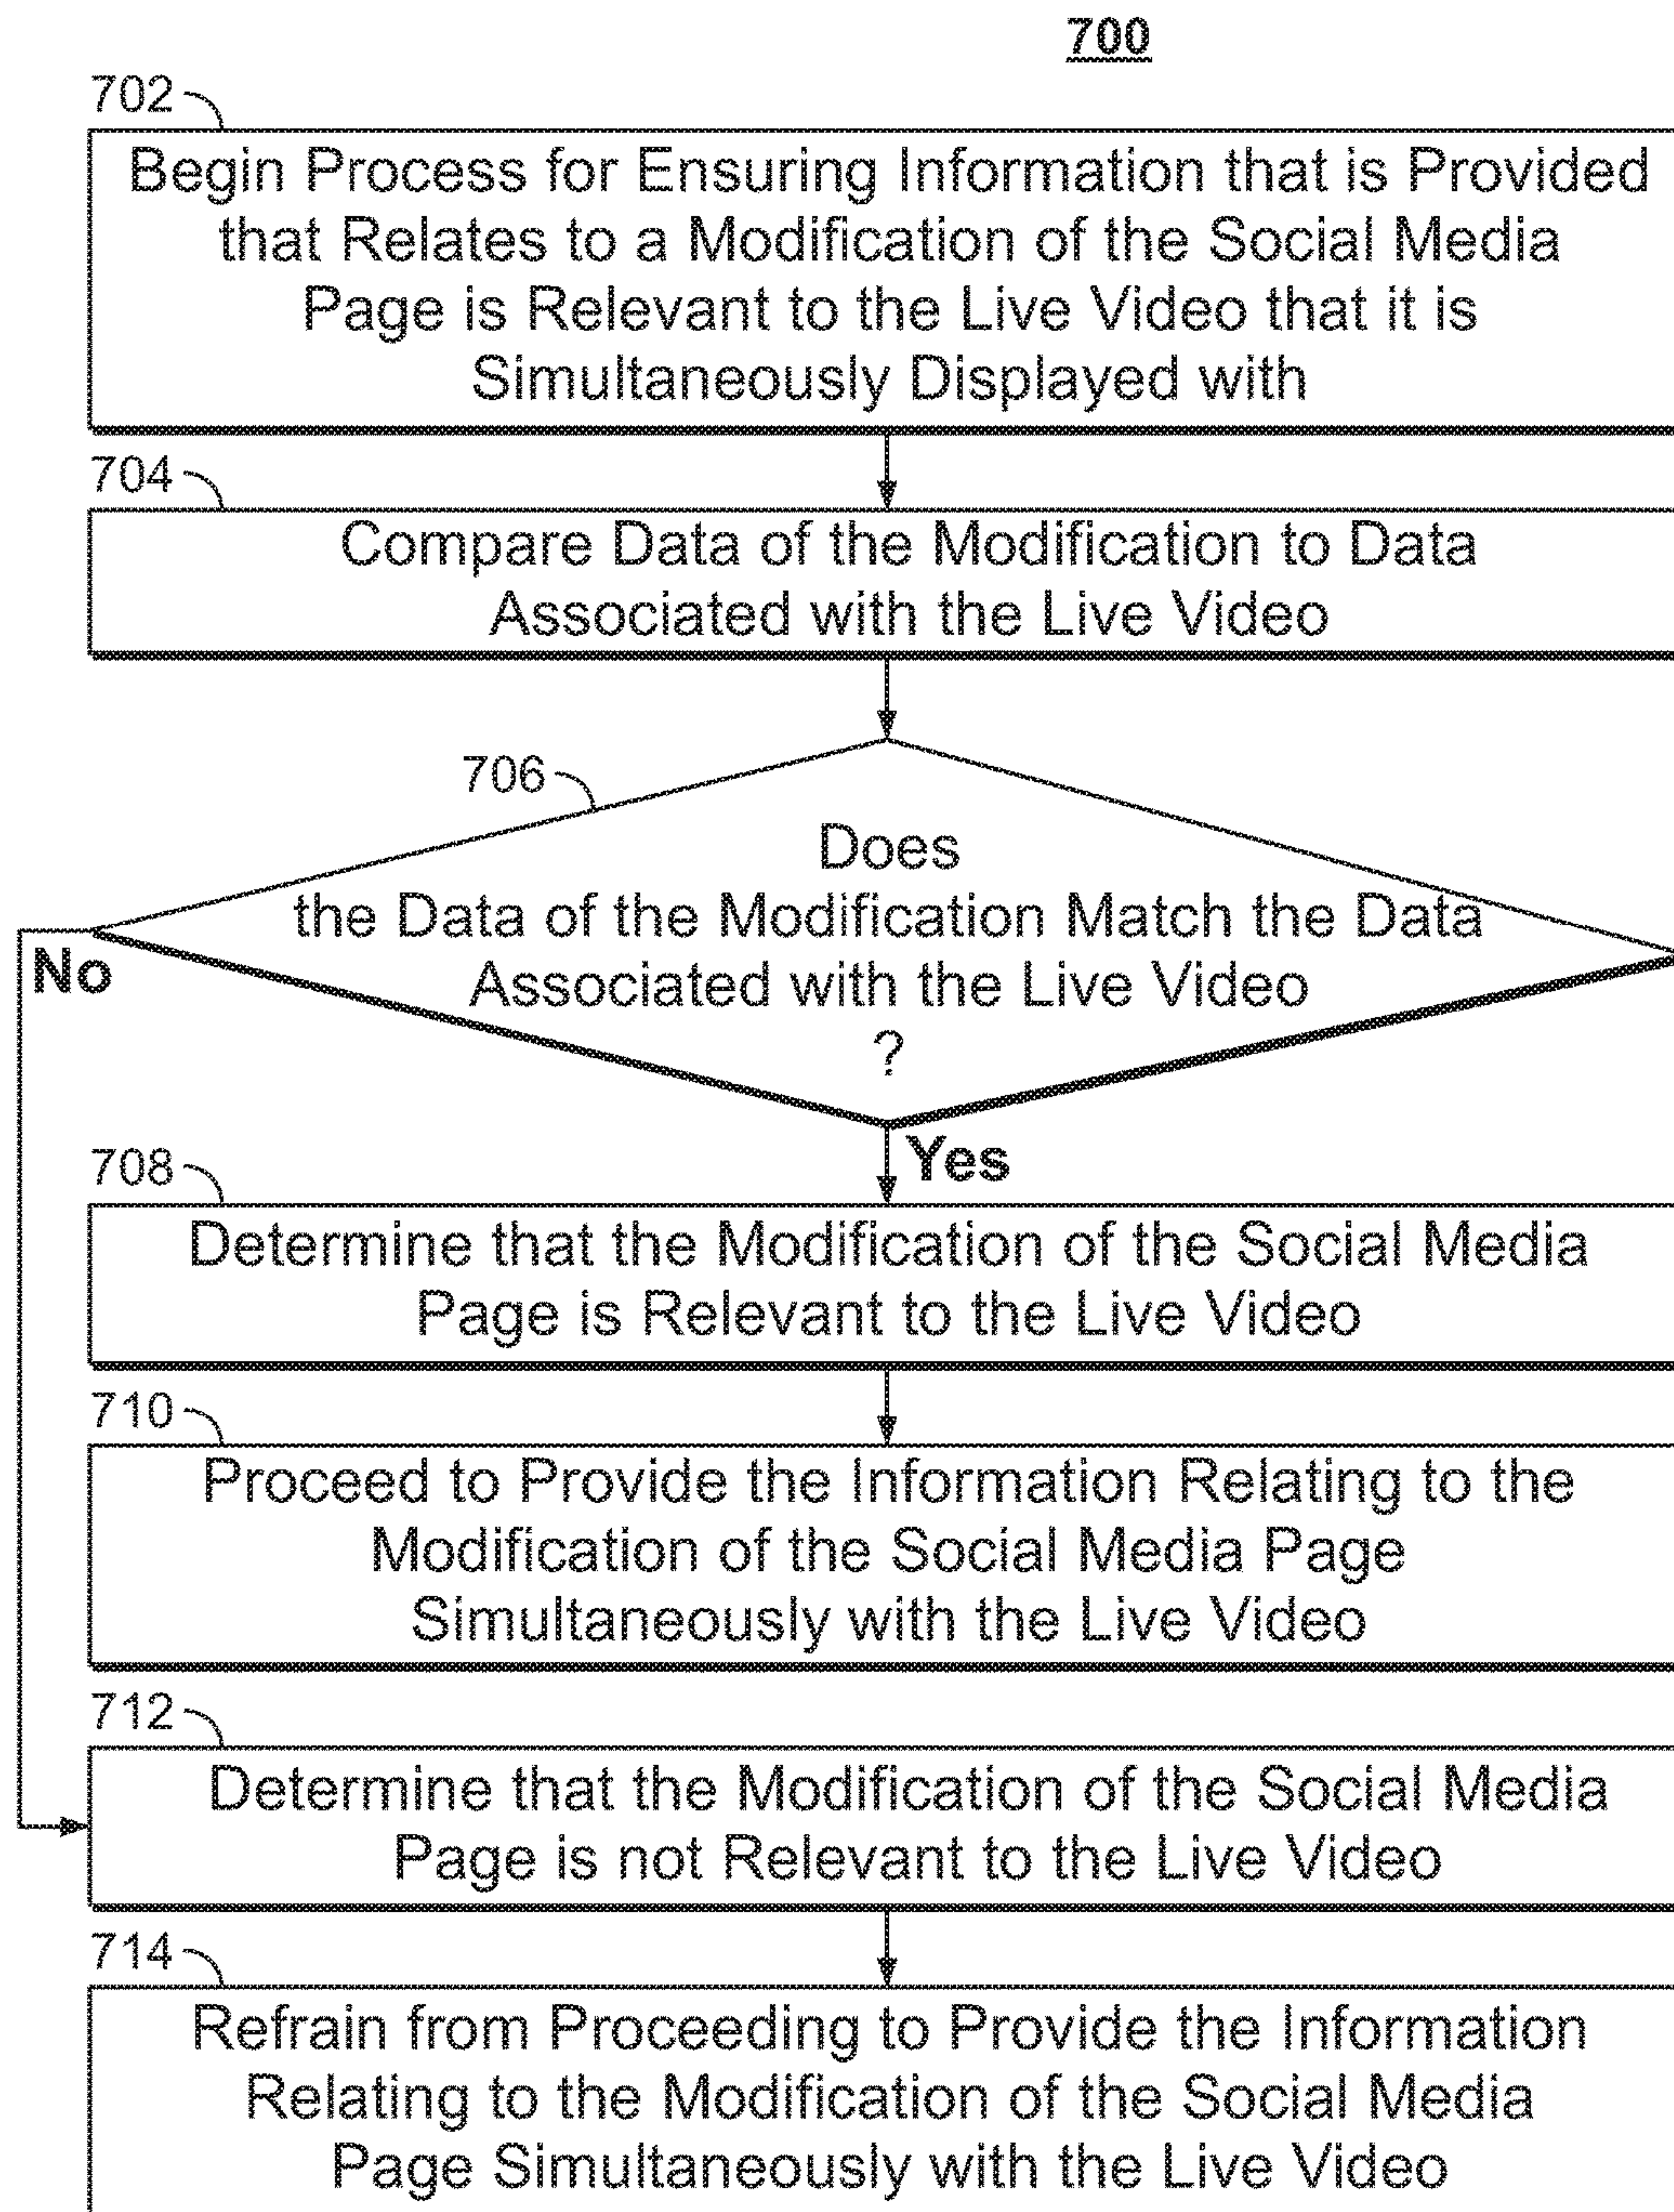 700
702
Begin Process for Ensuring Information that is Provided
that Relates to a Modification of the Social Media
Page is Relevant to the Live Video that it is
Simultaneously Displayed with
704
Compare Data of the Modification to Data
Associated with the Live Video
706
Does
the Data of the Modification Match the Data
Associated with the Live Video
?
No
Yes
708
Determine that the Modification of the Social Media
Page is Relevant to the Live Video
710
Proceed to Provide the Information Relating to the
Modification of the Social Media Page
Simultaneously with the Live Video
712
Determine that the Modification of the Social Media
Page is not Relevant to the Live Video
714
Refrain from Proceeding to Provide the Information
Relating to the Modification of the Social Media
Page Simultaneously with the Live Video